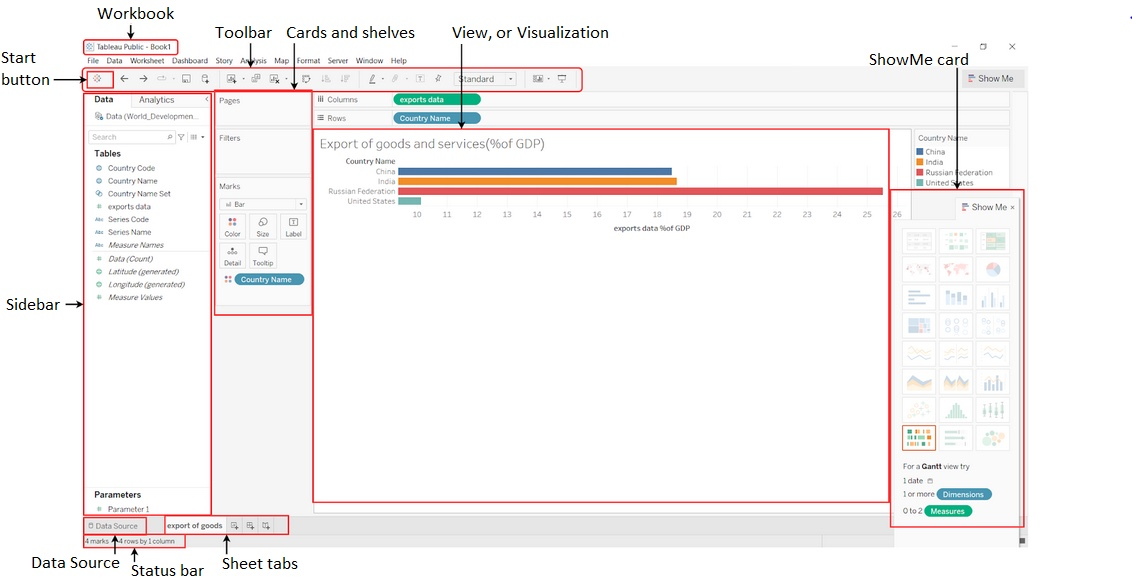 Workbook
Toolbar
Cards and shelves
View, or Visualization
ShowMe card
Start
button
Sidebar
Data Source
Status bar
Sheet tabs
Tableau Public - Book1
File Data Worksheet Dashboard Story Analysis Map Format Server Window Help
Standard
Show Me
Data Analytics
Data (World_Developmen...
Search
Tables
Country Code
Country Name
Country Name Set
exports data
Abc Series Code
Abc Series Name
Abc Measure Names
Data (Count)
Latitude (generated)
Longitude (generated)
Measure Values
Parameters
Parameter 1
Pages
Filters
Marks
Bar
Color Size Label
Detail Tooltip
Country Name
Columns exports data
Rows Country Name
Export of goods and services(%of GDP)
Country Name
China
India
Russian Federation
United States
10 11 12 13 14 15 16 17 18 19 20 21 22 23 24 25 26
exports data %of GDP
Country Name
China
India
Russian Federation
United States
Show Me ×
For a Gantt view try
1 date
1 or more Dimensions
0 to 2 Measures
Data Source export of goods
4 marks 4 rows by 1 column